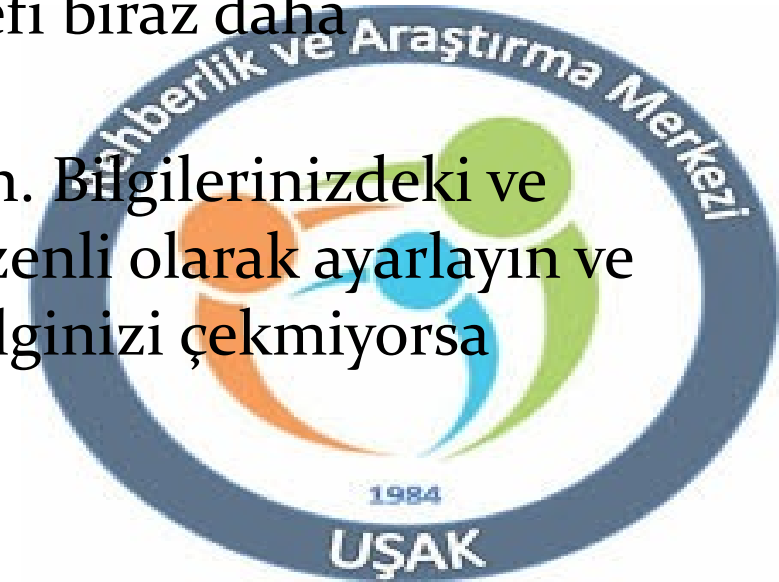 efi biraz daha
Rehberlik ve Araştırma Merkezi
n. Bilgilerinizdeki ve
zenli olarak ayarlayın ve
lginizi çekmiyorsa
1984
UŞAK